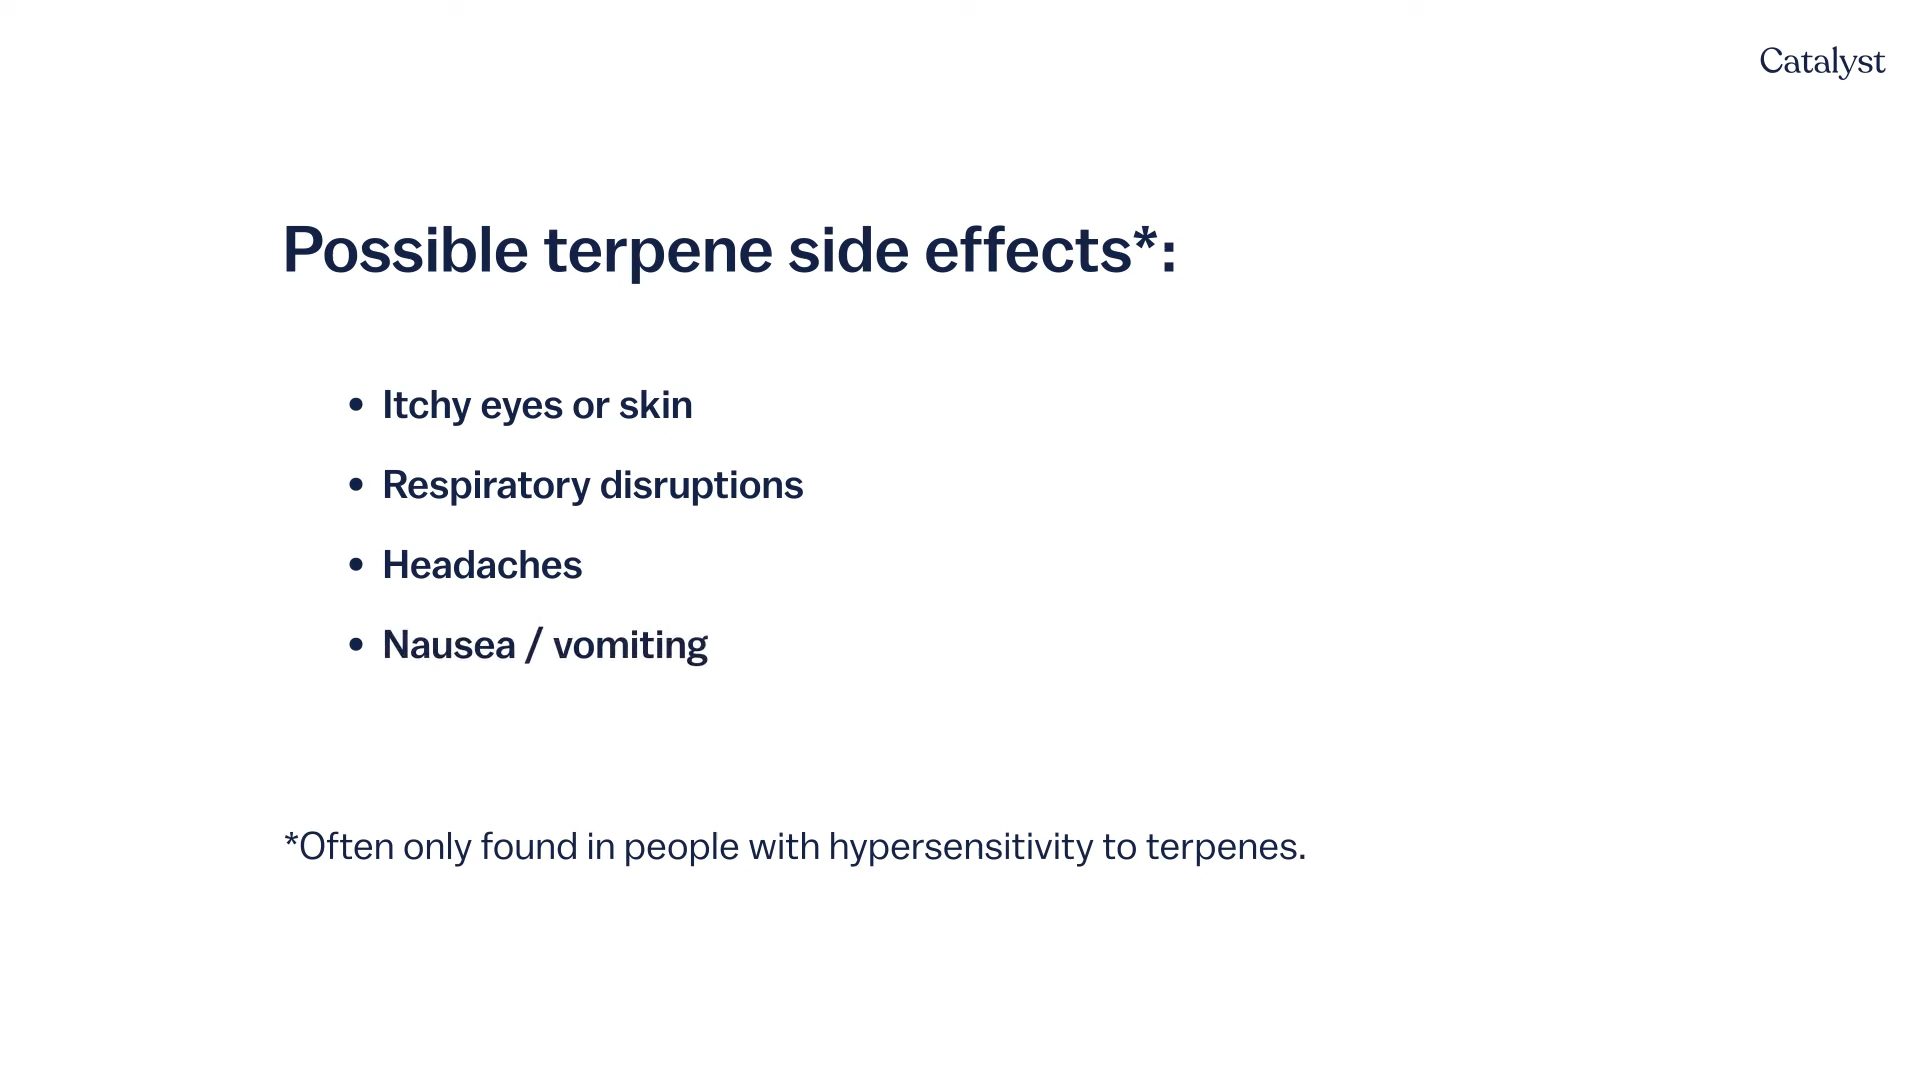 Catalyst
Possible terpene side effects*:
• Itchy eyes or skin
• Respiratory disruptions
• Headaches
• Nausea / vomiting
*Often only found in people with hypersensitivity to terpenes.